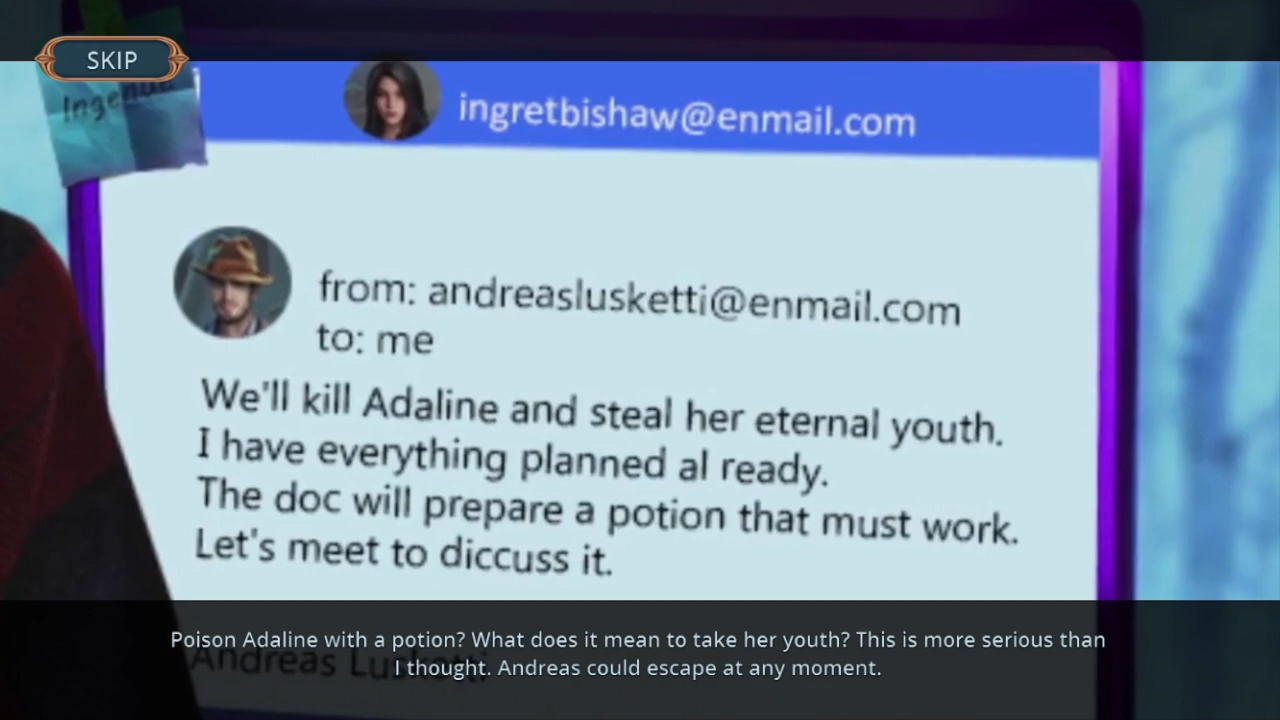 SKIP
Ingenue
ingretbishaw@enmail.com
from: andreaslusketti@enmail.com
to: me
We'll kill Adaline and steal her eternal youth.
I have everything planned al ready.
The doc will prepare a potion that must work.
Let's meet to diccuss it.
Andreas Lusketti
Poison Adaline with a potion? What does it mean to take her youth? This is more serious than
I thought. Andreas could escape at any moment.